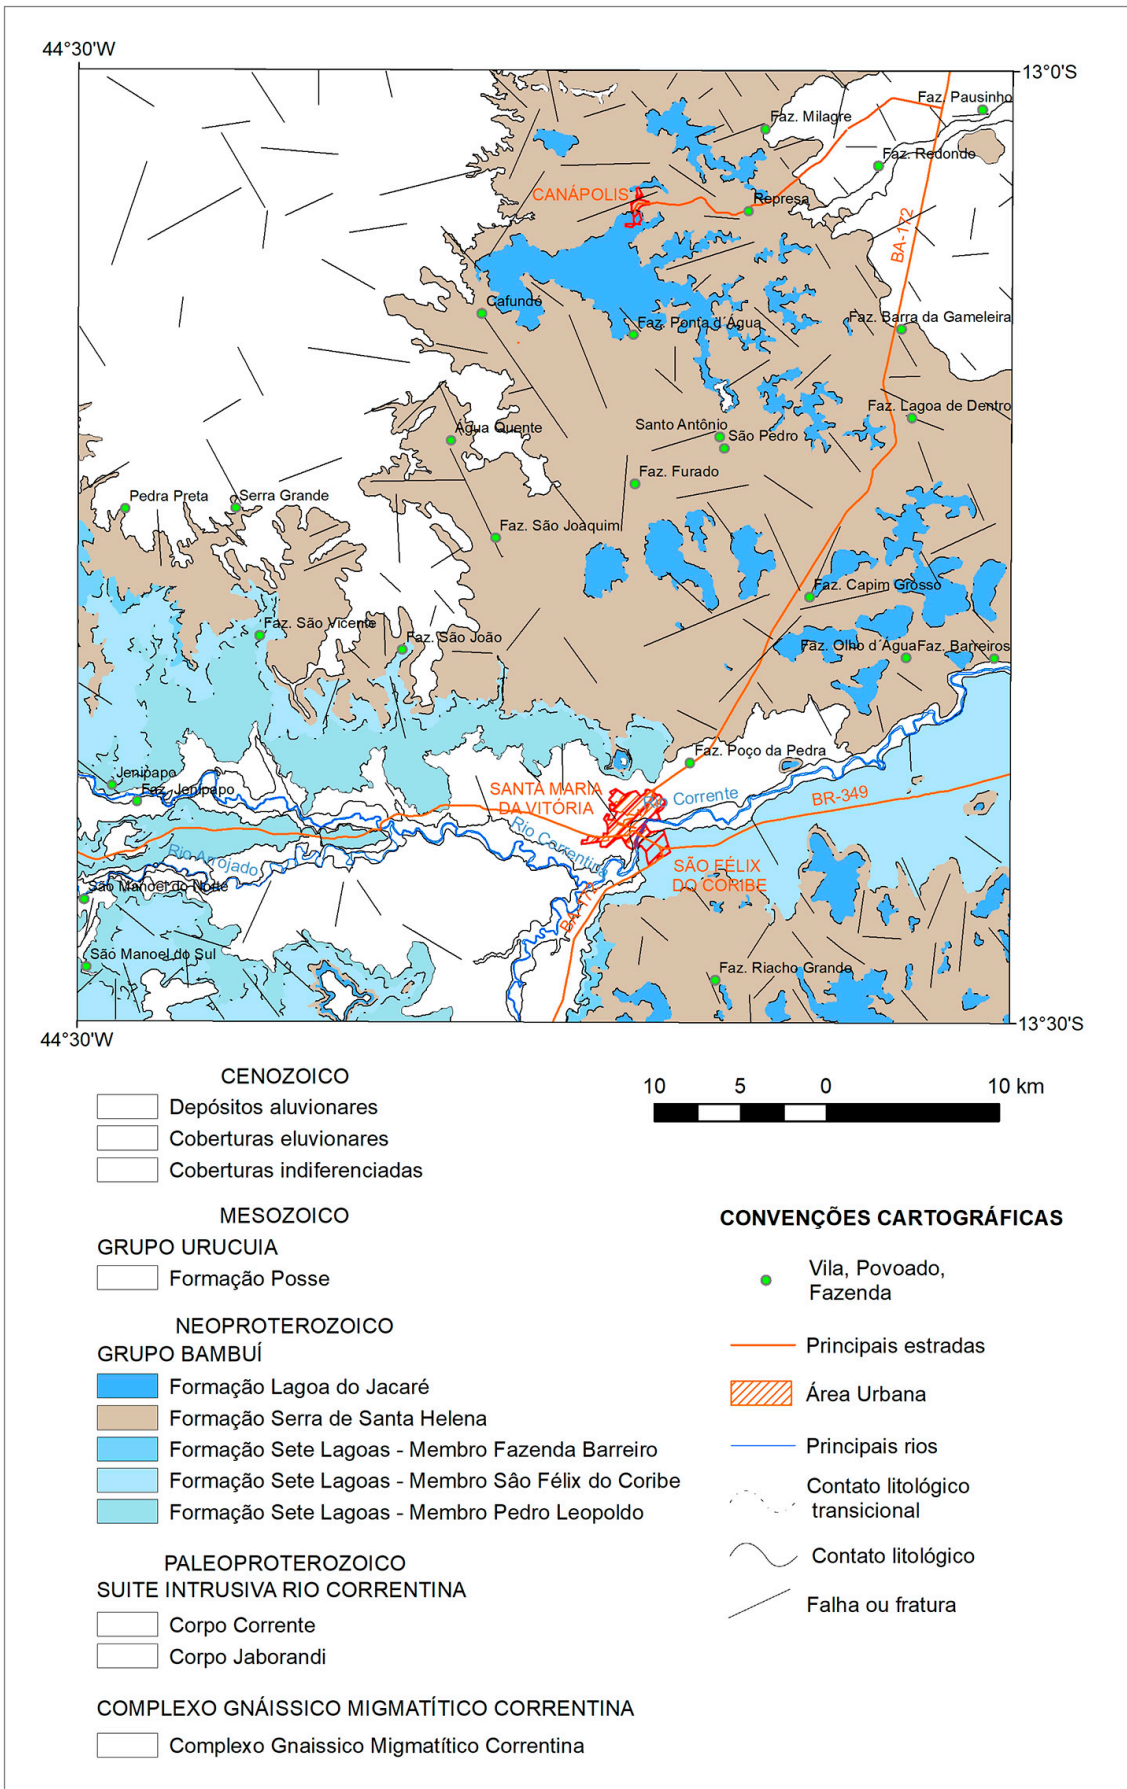 44°30'W
13°0'S
Faz. Pausinho
Faz. Milagre
Faz. Redondo
CANÁPOLIS
Represa
BA-172
Cafundó
Faz. Ponta d´Água
Faz. Barra da Gameleira
Faz. Lagoa de Dentro
Santo Antônio
São Pedro
Água Quente
Faz. Furado
Pedra Preta
Serra Grande
Faz. São Joaquim
Faz. Capim Grosso
Faz. São Vicente
Faz. São João
Faz. Olho d´Água
Faz. Barreiros
Faz. Poço da Pedra
Jenipapo
Faz. Jenipapo
SANTA MARIA
DA VITÓRIA
Rio Corrente
BR-349
Rio Correntina
Rio Arrojado
SÃO FÉLIX
DO CORIBE
São Manoel do Norte
São Manoel do Sul
Faz. Riacho Grande
44°30'W
13°30'S
CENOZOICO
Depósitos aluvionares
Coberturas eluvionares
Coberturas indiferenciadas
10 5 0 10 km
MESOZOICO
GRUPO URUCUIA
Formação Posse
NEOPROTEROZOICO
GRUPO BAMBUÍ
Formação Lagoa do Jacaré
Formação Serra de Santa Helena
Formação Sete Lagoas - Membro Fazenda Barreiro
Formação Sete Lagoas - Membro Sâo Félix do Coribe
Formação Sete Lagoas - Membro Pedro Leopoldo
PALEOPROTEROZOICO
SUITE INTRUSIVA RIO CORRENTINA
Corpo Corrente
Corpo Jaborandi
COMPLEXO GNÁISSICO MIGMATÍTICO CORRENTINA
Complexo Gnaissico Migmatítico Correntina
CONVENÇÕES CARTOGRÁFICAS
Vila, Povoado,
Fazenda
Principais estradas
Área Urbana
Principais rios
Contato litológico
transicional
Contato litológico
Falha ou fratura